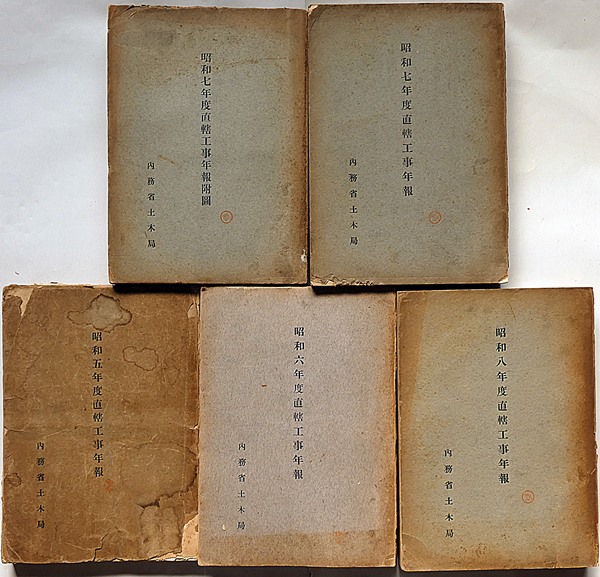 昭和七年度直轄工事年報附圖
內務省土木局
昭和七年度直轄工事年報
內務省土木局
昭和五年度直轄工事年報
內務省土木局
昭和六年度直轄工事年報
內務省土木局
昭和八年度直轄工事年報
內務省土木局